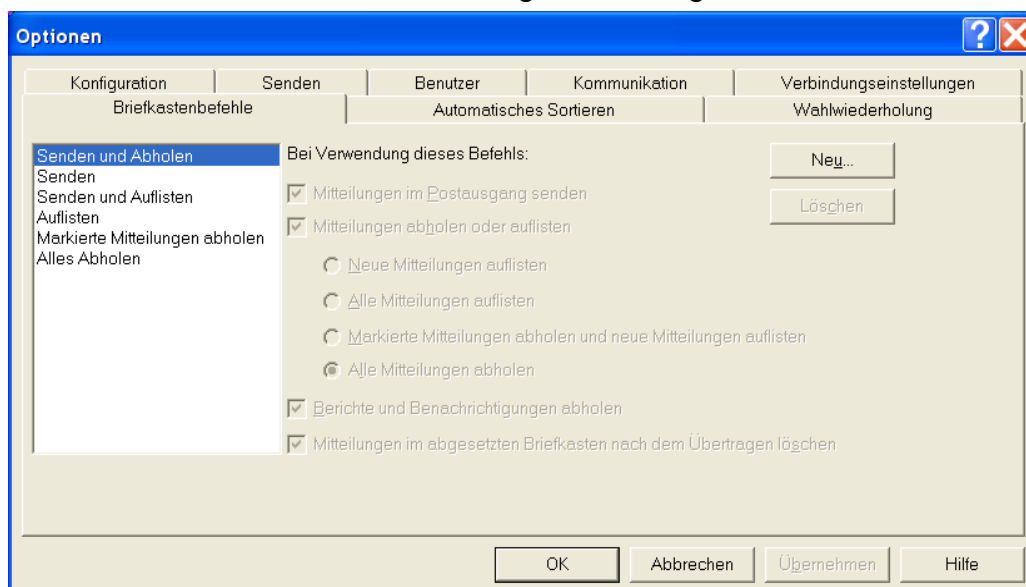 Optionen
Konfiguration Senden Benutzer Kommunikation Verbindungseinstellungen
Briefkastenbefehle Automatisches Sortieren Wahlwiederholung
Senden und Abholen
Senden
Senden und Auflisten
Auflisten
Markierte Mitteilungen abholen
Alles Abholen
Bei Verwendung dieses Befehls:
Mitteilungen im Postausgang senden
Mitteilungen abholen oder auflisten
Neue Mitteilungen auflisten
Alle Mitteilungen auflisten
Markierte Mitteilungen abholen und neue Mitteilungen auflisten
Alle Mitteilungen abholen
Berichte und Benachrichtigungen abholen
Mitteilungen im abgesetzten Briefkasten nach dem Übertragen löschen
Neu...
Löschen
OK Abbrechen Übernehmen Hilfe